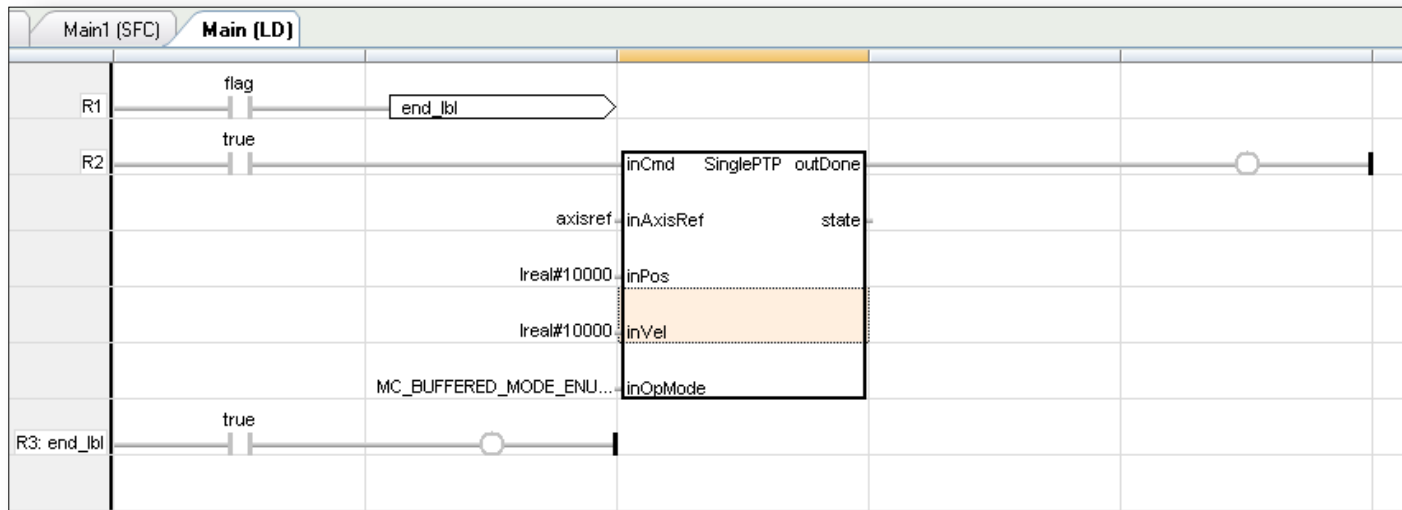 Main1 (SFC) Main (LD)
flag
R1 end_lbl
true
R2 inCmd SinglePTP outDone
axisref inAxisRef state
lreal#10000 inPos
lreal#10000 inVel
MC_BUFFERED_MODE_ENU... inOpMode
true
R3: end_lbl